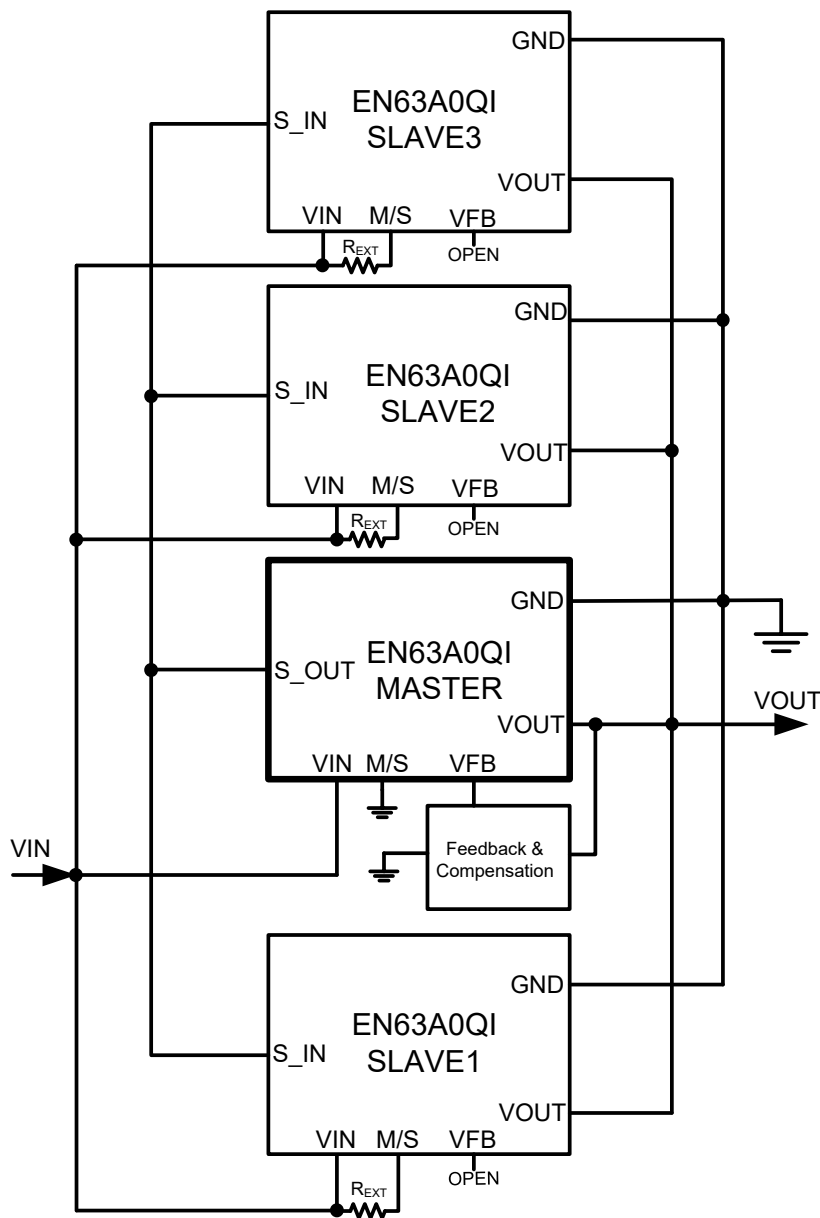 GND
EN63A0QI
SLAVE3
S_IN
VOUT
VIN M/S VFB
REXT
OPEN
GND
EN63A0QI
SLAVE2
S_IN
VOUT
VIN M/S VFB
REXT
OPEN
GND
EN63A0QI
MASTER
S_OUT
VOUT
VOUT
VIN M/S VFB
VIN
Feedback &
Compensation
GND
EN63A0QI
SLAVE1
S_IN
VOUT
VIN M/S VFB
REXT
OPEN